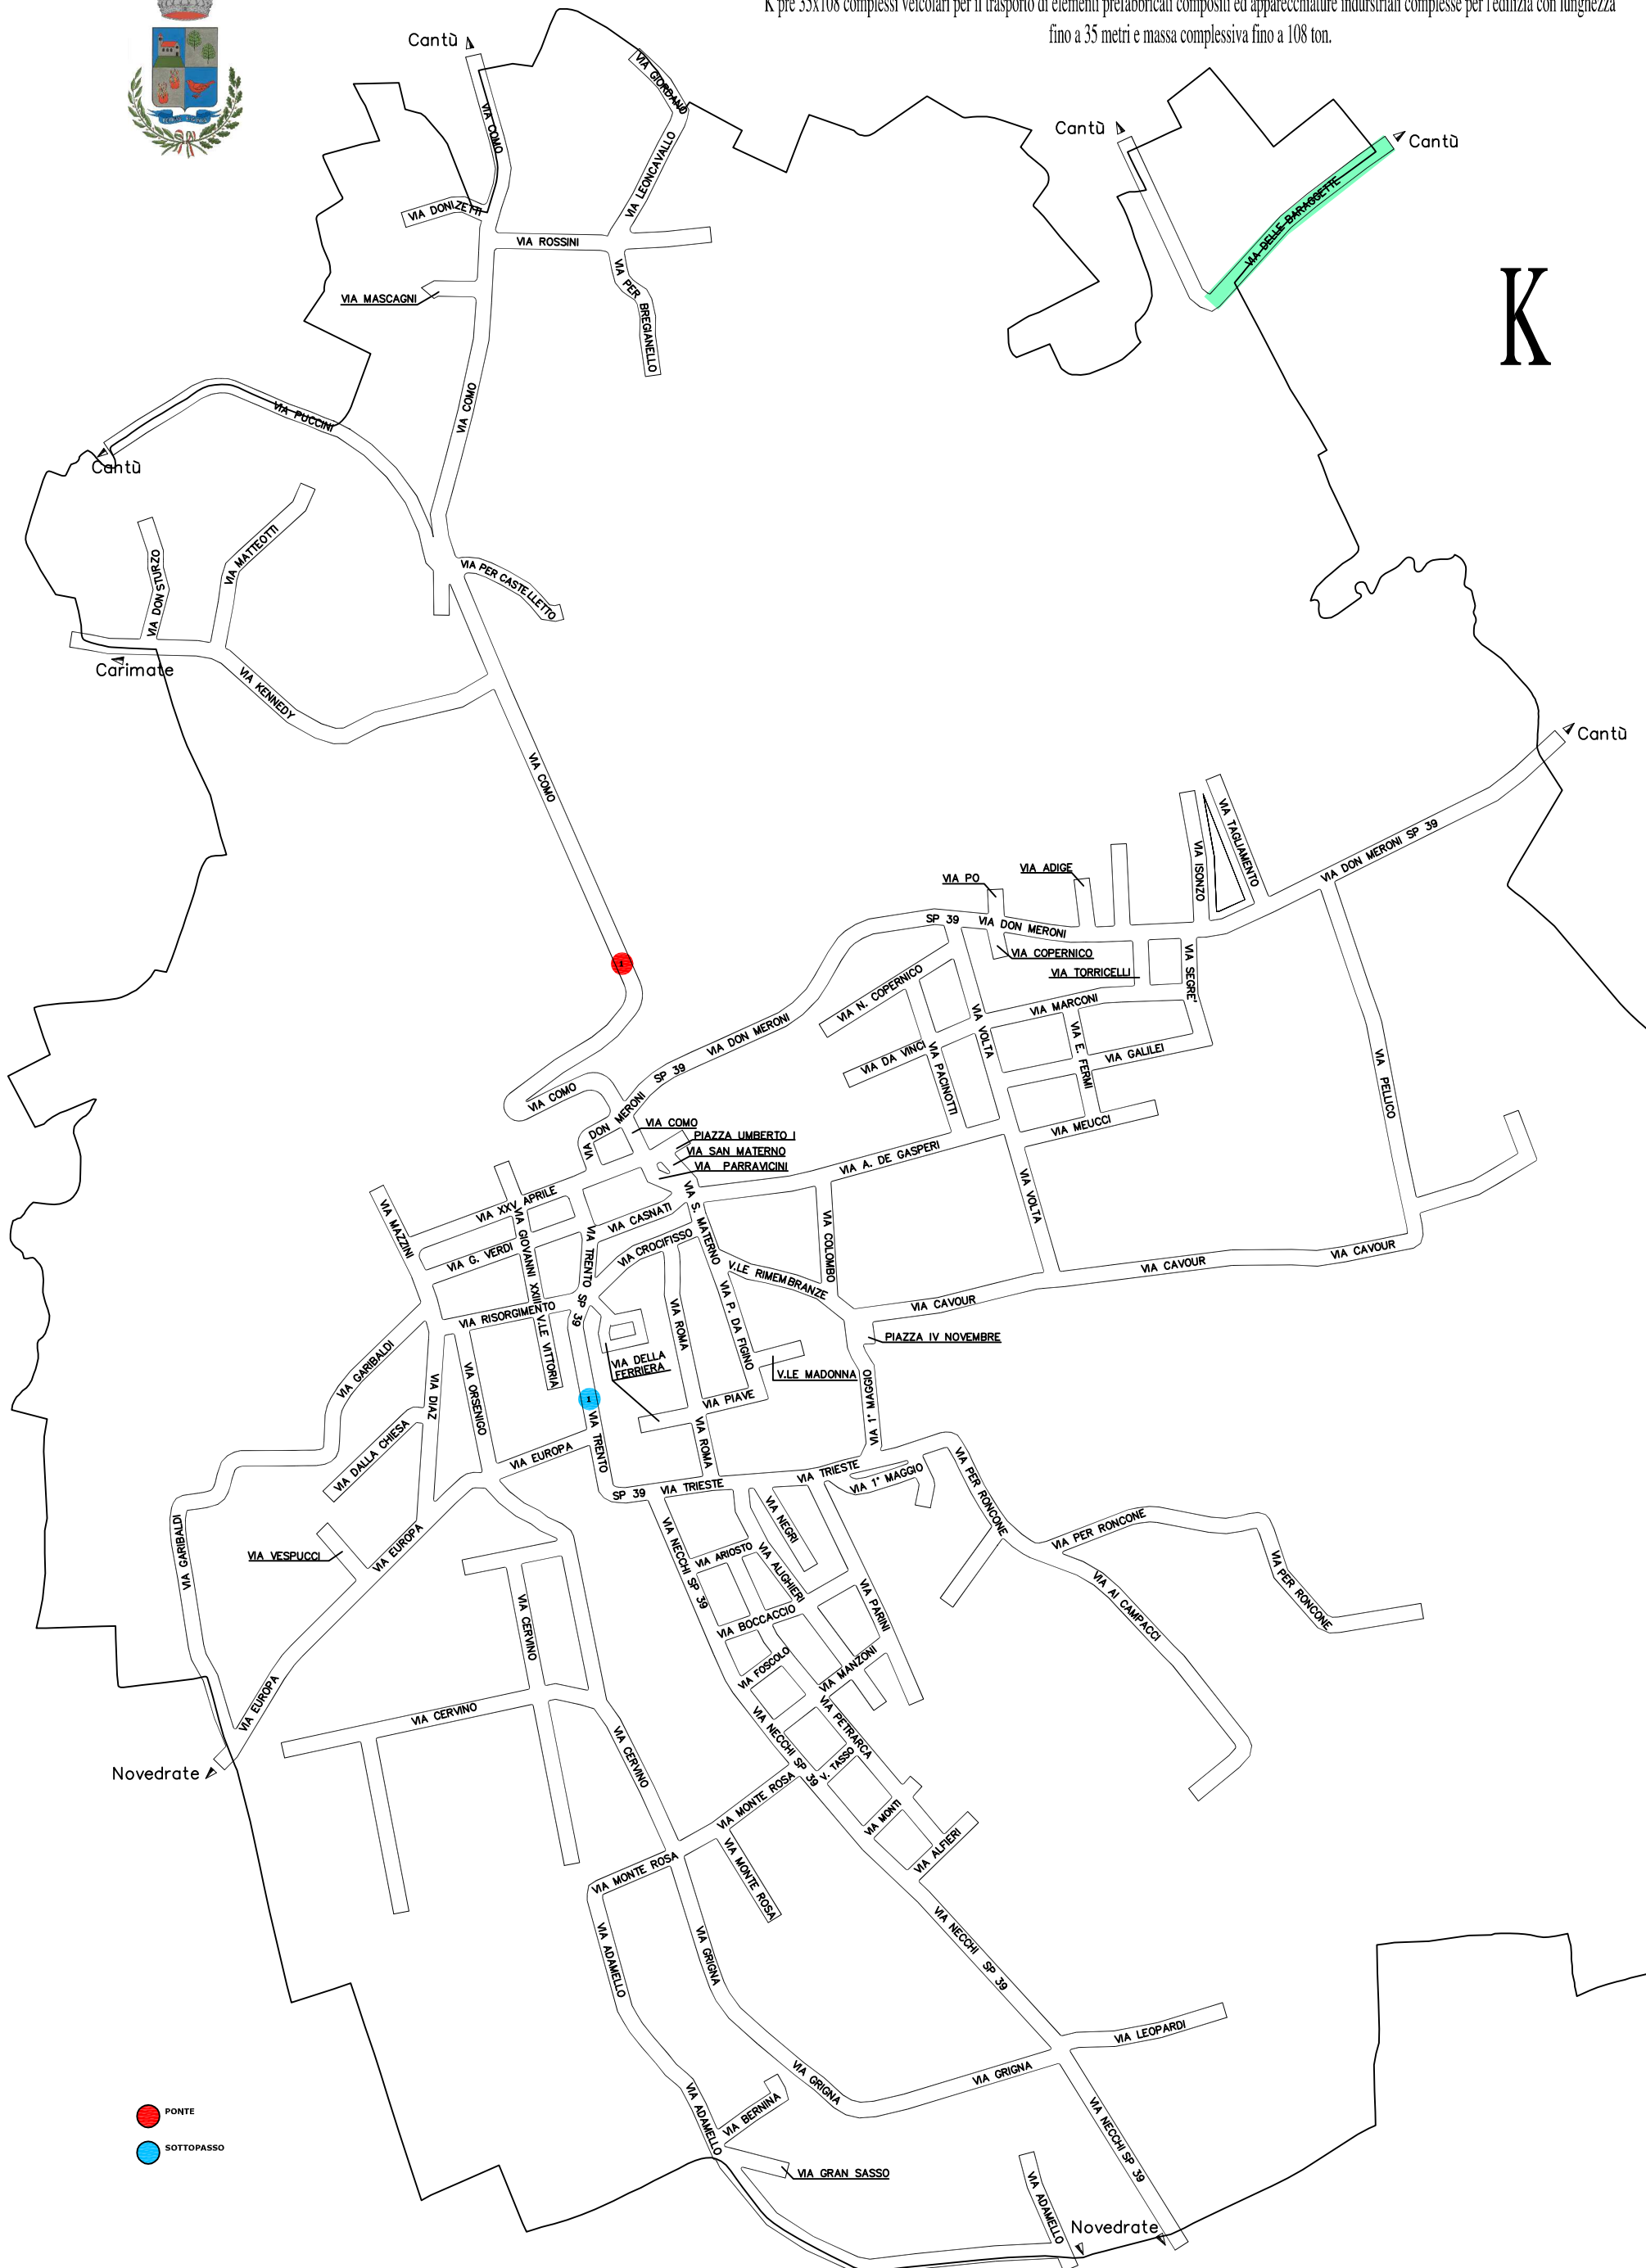 K pre 35x108 complessi veicolari per il trasporto di elementi prefabbricati compositi ed apparecchiature indurstriali complesse per l'edilizia con lunghezza
fino a 35 metri e massa complessiva fino a 108 ton.
Cantù
VIA GIORDANO
VIA COMO
VIA LEONCAVALLO
Cantù
Cantù
VIA DELLE BARAGGETTE
VIA DONIZETTI
VIA ROSSINI
VIA MASCAGNI
VIA PER BREGIANELLO
K
VIA COMO
VIA PUCCINI
Cantù
VIA MATTEOTTI
VIA DON STURZO
VIA PER CASTELLETTO
Carimate
VIA KENNEDY
VIA COMO
Cantù
VIA TAGLIAMENTO
VIA ISONZO
VIA DON MERONI SP 39
VIA ADIGE
VIA PO
SP 39
VIA DON MERONI
VIA COPERNICO
VIA TORRICELLI
VIA SEGRE'
VIA N. COPERNICO
VIA MARCONI
VIA VOLTA
VIA DON MERONI
VIA DA VINCI
VIA PACINOTTI
VIA E. FERMI
VIA GALILEI
VIA PELLICO
SP 39
VIA COMO
VIA DON MERONI
VIA COMO
PIAZZA UMBERTO I
VIA SAN MATERNO
VIA PARRAVICINI
VIA MEUCCI
VIA A. DE GASPERI
VIA VOLTA
VIA XXV APRILE
VIA MAZZINI
VIA GIOVANNI XXIII
VIA CASNATI
VIA S. MATERNO
VIA G. VERDI
VIA TRENTO SP 39
VIA CROCIFISSO
VIA COLOMBO
V.LE RIMEMBRANZE
VIA CAVOUR
VIA CAVOUR
VIA CAVOUR
VIA RISORGIMENTO
V.LE VITTORIA
VIA ROMA
VIA P. DA FIGINO
PIAZZA IV NOVEMBRE
VIA DELLA
FERRIERA
V.LE MADONNA
VIA GARIBALDI
VIA DIAZ
VIA ORSENIGO
1
VIA PIAVE
VIA 1° MAGGIO
VIA DALLA CHIESA
VIA EUROPA
VIA TRENTO
VIA ROMA
VIA TRIESTE
SP 39
VIA TRIESTE
VIA 1° MAGGIO
VIA PER RONCONE
VIA GARIBALDI
VIA VESPUCCI
VIA EUROPA
VIA NECCHI SP 39
VIA NEGRI
VIA ARIOSTO
VIA ALIGHIERI
VIA PER RONCONE
VIA PER RONCONE
VIA AI CAMPACCI
VIA CERVINO
VIA BOCCACCIO
VIA PARINI
VIA FOSCOLO
VIA MANZONI
VIA EUROPA
VIA CERVINO
VIA CERVINO
VIA NECCHI SP 39
VIA PETRARCA
V. TASSO
Novedrate
VIA MONTE ROSA
VIA MONTI
VIA ALFIERI
VIA MONTE ROSA
VIA MONTE ROSA
VIA ADAMELLO
VIA GRIGNA
VIA NECCHI SP 39
VIA LEOPARDI
VIA GRIGNA
VIA GRIGNA
VIA ADAMELLO
VIA BERNINA
VIA NECCHI SP 39
VIA GRAN SASSO
VIA ADAMELLO
Novedrate
PONTE
SOTTOPASSO